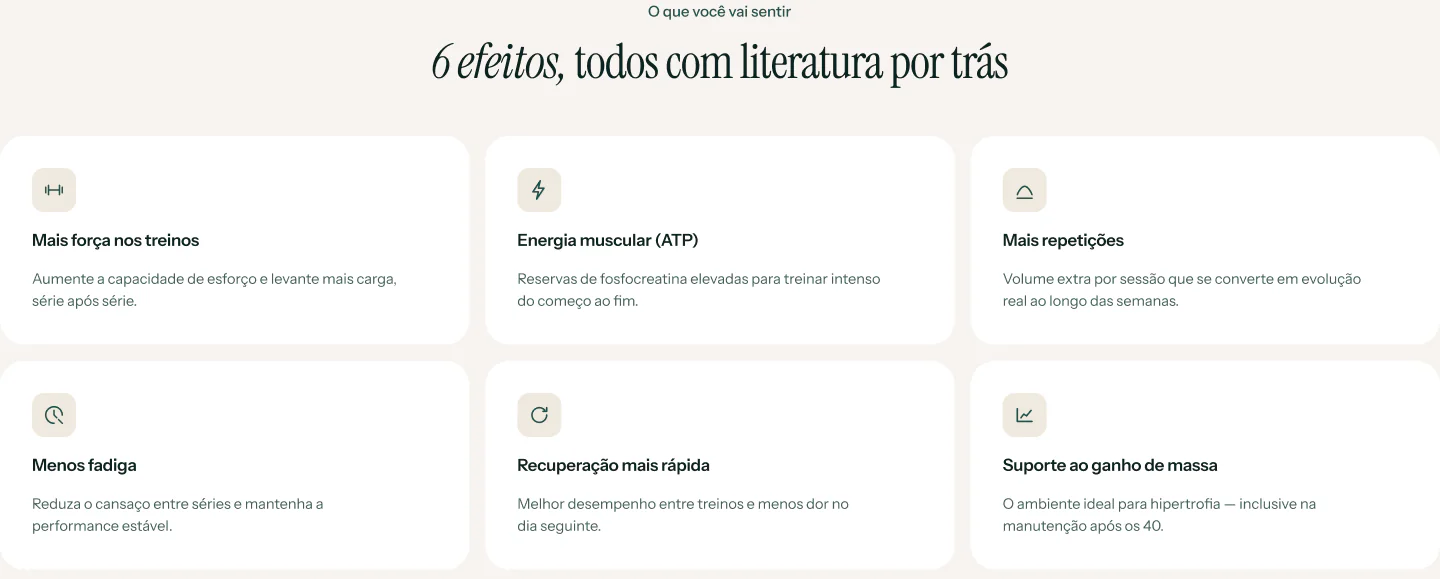 O que você vai sentir
6 efeitos, todos com literatura por trás
Mais força nos treinos
Aumente a capacidade de esforço e levante mais carga,
série após série.
Energia muscular (ATP)
Reservas de fosfocreatina elevadas para treinar intenso
do começo ao fim.
Mais repetições
Volume extra por sessão que se converte em evolução
real ao longo das semanas.
Menos fadiga
Reduza o cansaço entre séries e mantenha a
performance estável.
Recuperação mais rápida
Melhor desempenho entre treinos e menos dor no
dia seguinte.
Suporte ao ganho de massa
O ambiente ideal para hipertrofia — inclusive na
manutenção após os 40.